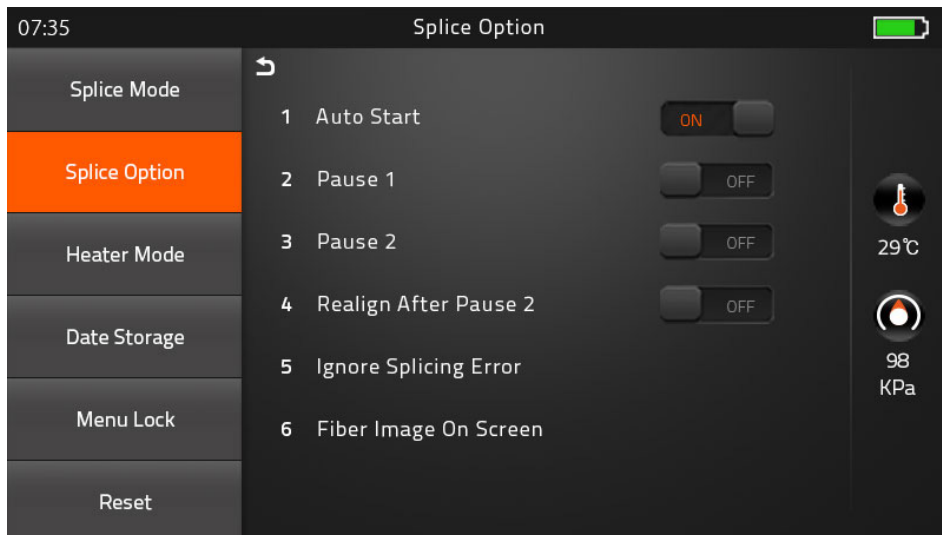 07:35
Splice Option
Splice Mode
Splice Option
Heater Mode
Date Storage
Menu Lock
Reset
1 Auto Start ON
2 Pause 1 OFF
3 Pause 2 OFF
4 Realign After Pause 2 OFF
5 Ignore Splicing Error
6 Fiber Image On Screen
29℃
98
KPa